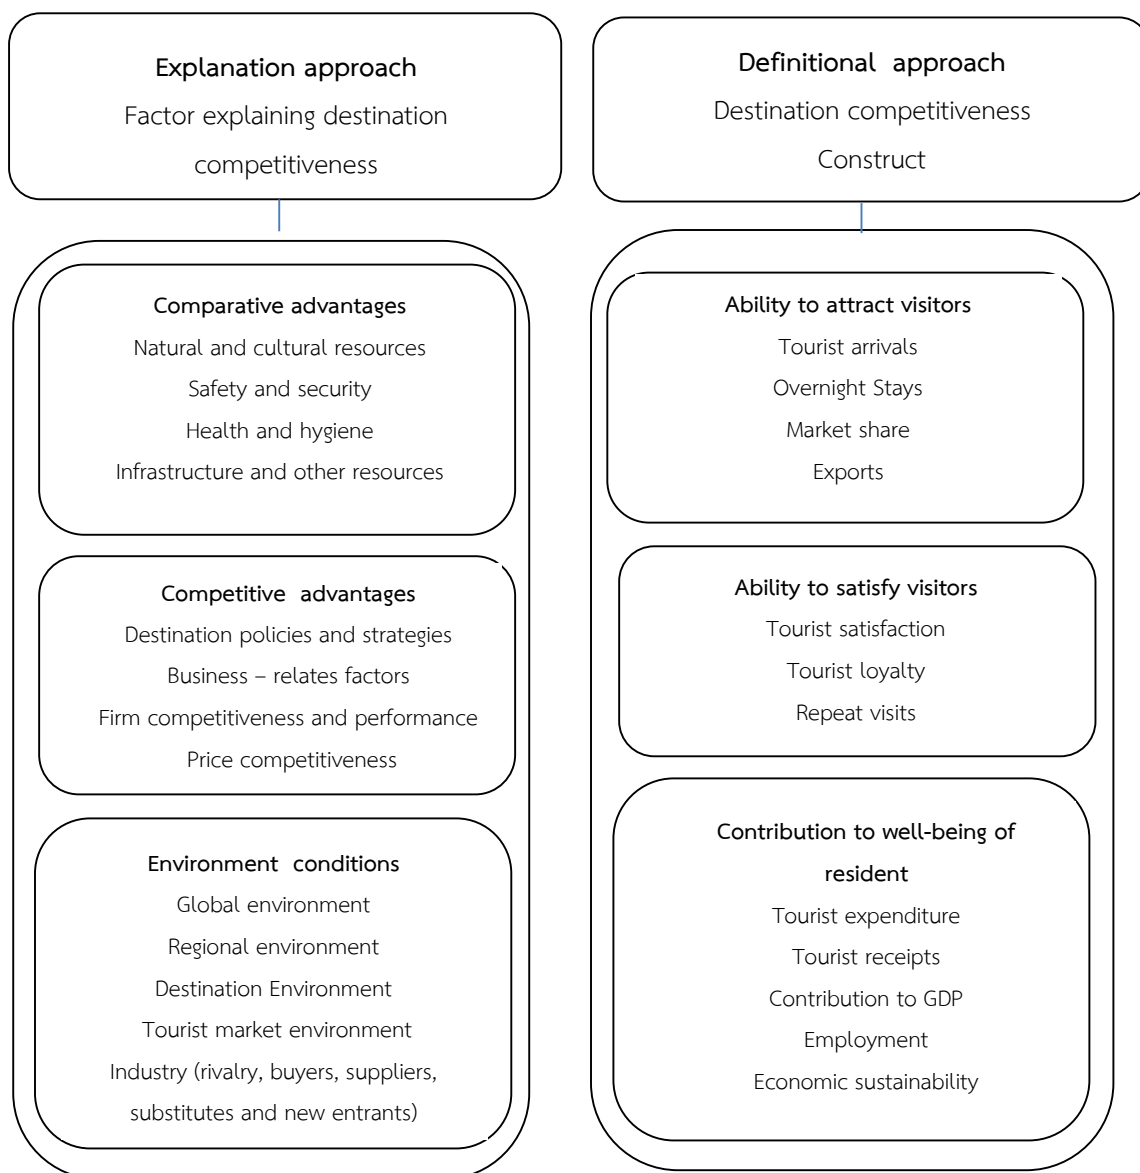 Explanation approach
Factor explaining destination
competitiveness
Comparative advantages
Natural and cultural resources
Safety and security
Health and hygiene
Infrastructure and other resources
Competitive advantages
Destination policies and strategies
Business – relates factors
Firm competitiveness and performance
Price competitiveness
Environment conditions
Global environment
Regional environment
Destination Environment
Tourist market environment
Industry (rivalry, buyers, suppliers,
substitutes and new entrants)
Definitional approach
Destination competitiveness
Construct
Ability to attract visitors
Tourist arrivals
Overnight Stays
Market share
Exports
Ability to satisfy visitors
Tourist satisfaction
Tourist loyalty
Repeat visits
Contribution to well-being of
resident
Tourist expenditure
Tourist receipts
Contribution to GDP
Employment
Economic sustainability